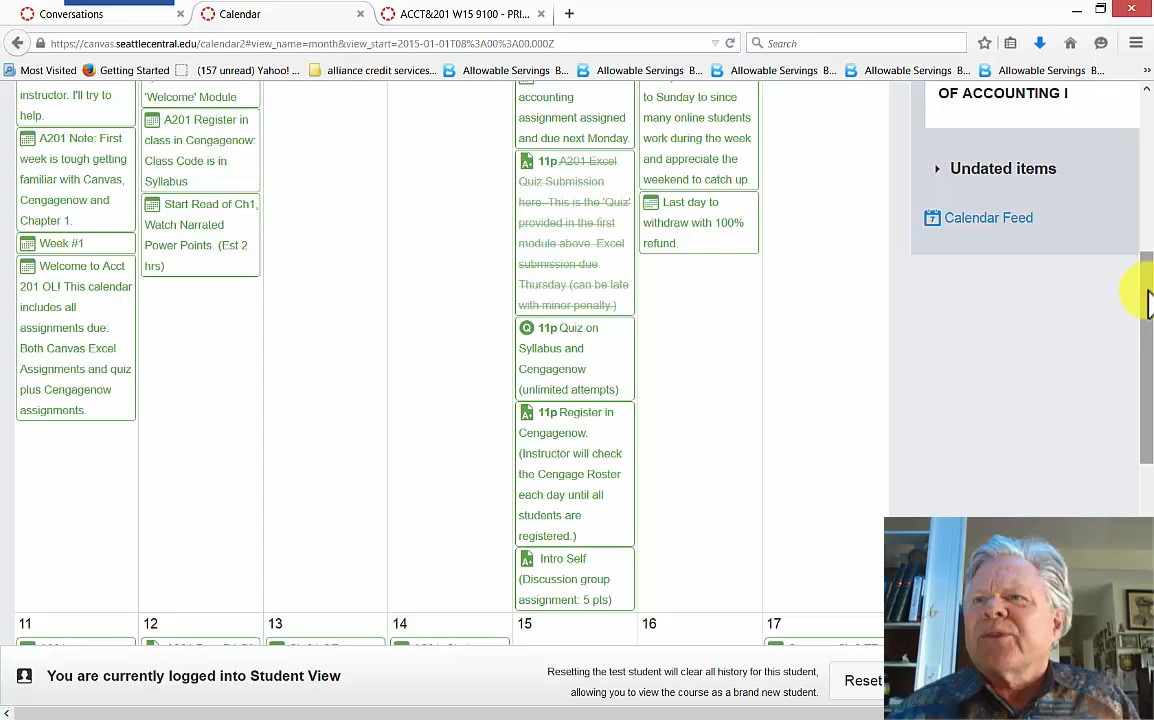 Conversations
Calendar
ACCT&201 W15 9100 - PRI...
https://canvas.seattlecentral.edu/calendar2#view_name=month&view_start=2015-01-01T08%3A00%3A00.000Z
Search
Most Visited
Getting Started
(157 unread) Yahoo! ...
alliance credit services...
Allowable Servings B...
Allowable Servings B...
Allowable Servings B...
Allowable Servings B...
Allowable Servings B...
instructor. I'll try to
help.
A201 Note: First
week is tough getting
familiar with Canvas,
Cengagenow and
Chapter 1.
Week #1
Welcome to Acct
201 OL! This calendar
includes all
assignments due:
Both Canvas Excel
Assignments and quiz
plus Cengagenow
assignments.
'Welcome' Module
A201 Register in
class in Cengagenow:
Class Code is in
Syllabus
Start Read of Ch1,
Watch Narrated
Power Points. (Est 2
hrs)
accounting
assignment assigned
and due next Monday.
11p A201 Excel
Quiz Submission
here. This is the 'Quiz'
provided in the first
module above. Excel
submission due
Thursday (can be late
with minor penalty.)
11p Quiz on
Syllabus and
Cengagenow
(unlimited attempts)
11p Register in
Cengagenow.
(Instructor will check
the Cengage Roster
each day until all
students are
registered.)
Intro Self
(Discussion group
assignment: 5 pts)
to Sunday to since
many online students
work during the week
and appreciate the
weekend to catch up.
Last day to
withdraw with 100%
refund.
OF ACCOUNTING I
Undated items
Calendar Feed
11
12
13
14
15
16
17
You are currently logged into Student View
Resetting the test student will clear all history for this student,
allowing you to view the course as a brand new student.
Reset